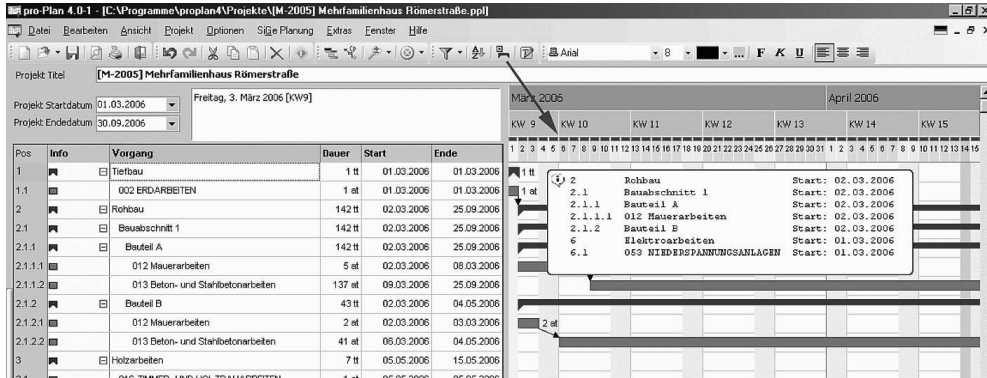 pro-Plan 4.0-1 - [C:\Programme\proplan4\Projekte\[M-2005] Mehrfamilienhaus Römerstraße.ppl]
Datei Bearbeiten Ansicht Projekt Optionen SiGe Planung Extras Fenster Hilfe
Arial 8 ... F K U
Projekt Titel [M-2005] Mehrfamilienhaus Römerstraße
Projekt Startdatum 01.03.2006 Freitag, 3. März 2006 [KW9]
Projekt Endedatum 30.09.2006
März 2006 April 2006
KW 9 KW 10 KW 11 KW 12 KW 13 KW 14 KW 15
1 2 3 4 5 6 7 8 9 10 11 12 13 14 15 16 17 18 19 20 21 22 23 24 25 26 27 28 29 30 31 1 2 3 4 5 6 7 8 9 10 11 12 13 14 15
Pos Info Vorgang Dauer Start Ende
1 Tiefbau 1 tt 01.03.2006 01.03.2006 1 tt
1.1 002 ERDARBEITEN 1 at 01.03.2006 01.03.2006 1 at
2 Rohbau 142 tt 02.03.2006 25.09.2006
2.1 Bauabschnitt 1 142 tt 02.03.2006 25.09.2006
2.1.1 Bauteil A 142 tt 02.03.2006 25.09.2006
2.1.1.1 012 Mauerarbeiten 5 at 02.03.2006 08.03.2006
2.1.1.2 013 Beton- und Stahlbetonarbeiten 137 at 09.03.2006 25.09.2006
2.1.2 Bauteil B 43 tt 02.03.2006 04.05.2006
2.1.2.1 012 Mauerarbeiten 2 at 02.03.2006 03.03.2006 2 at
2.1.2.2 013 Beton- und Stahlbetonarbeiten 41 at 06.03.2006 04.05.2006
3 Holzarbeiten 7 tt 05.05.2006 15.05.2006
2 Rohbau Start: 02.03.2006
2.1 Bauabschnitt 1 Start: 02.03.2006
2.1.1 Bauteil A Start: 02.03.2006
2.1.1.1 012 Mauerarbeiten Start: 02.03.2006
2.1.2 Bauteil B Start: 02.03.2006
6 Elektroarbeiten Start: 01.03.2006
6.1 053 NIEDERSPANNUNGSANLAGEN Start: 01.03.2006